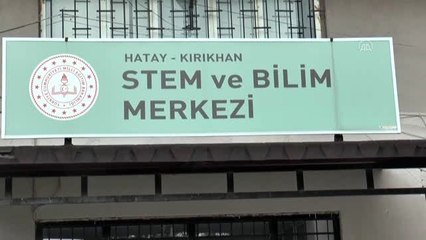 HATAY - KIRIKHAN
STEM ve BİLİM
MERKEZİ